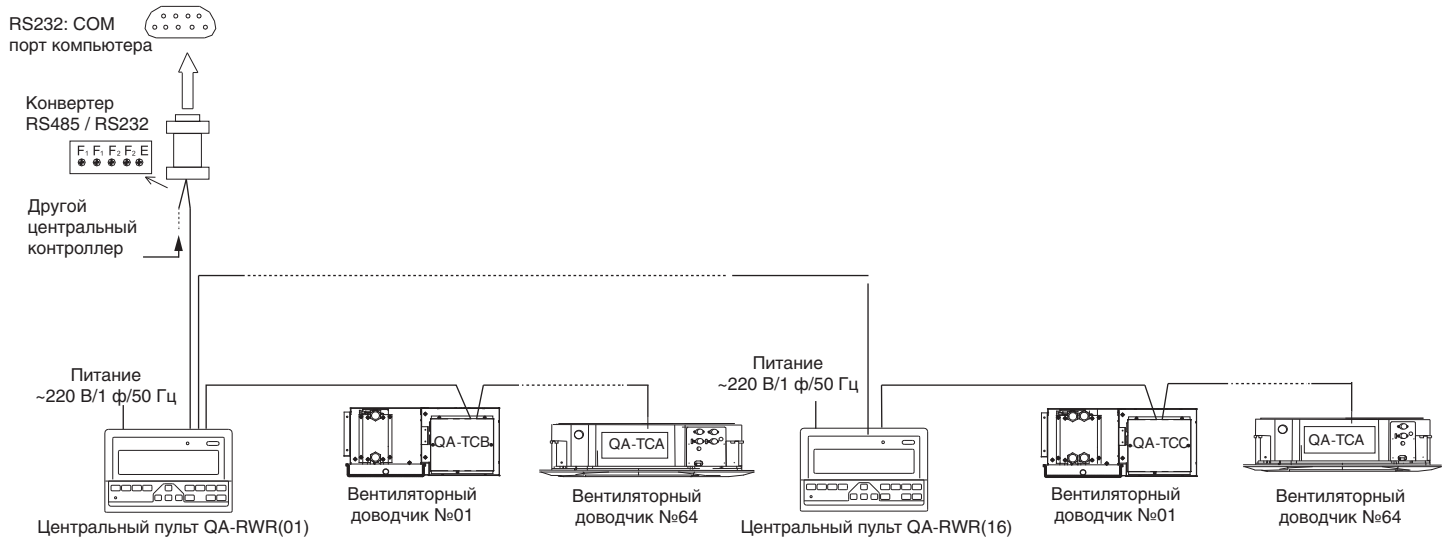 RS232: COM
порт компьютера
Конвертер
RS485 / RS232
F₁ F₁ F₂ F₂ E
Другой
центральный
контроллер
Питание
~220 В/1 ф/50 Гц
Питание
~220 В/1 ф/50 Гц
QA-TCB
QA-TCA
QA-TCC
QA-TCA
Вентиляторный
доводчик №01
Вентиляторный
доводчик №64
Вентиляторный
доводчик №01
Вентиляторный
доводчик №64
Центральный пульт QA-RWR(01)
Центральный пульт QA-RWR(16)